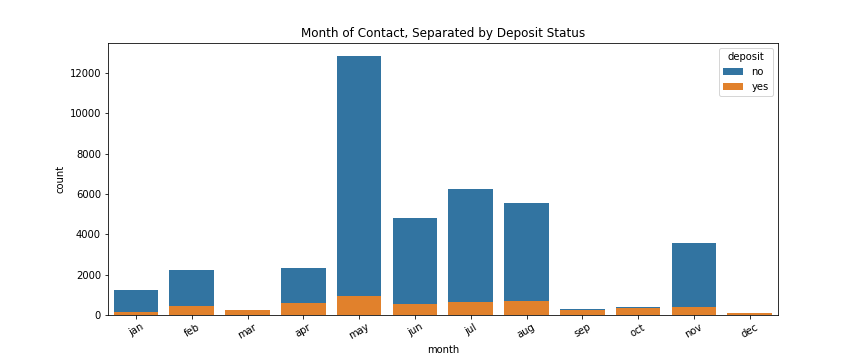 Month of Contact, Separated by Deposit Status
deposit
no
yes
12000
10000
8000
6000
4000
2000
0
count
jan feb mar apr may jun jul aug sep oct nov dec
month